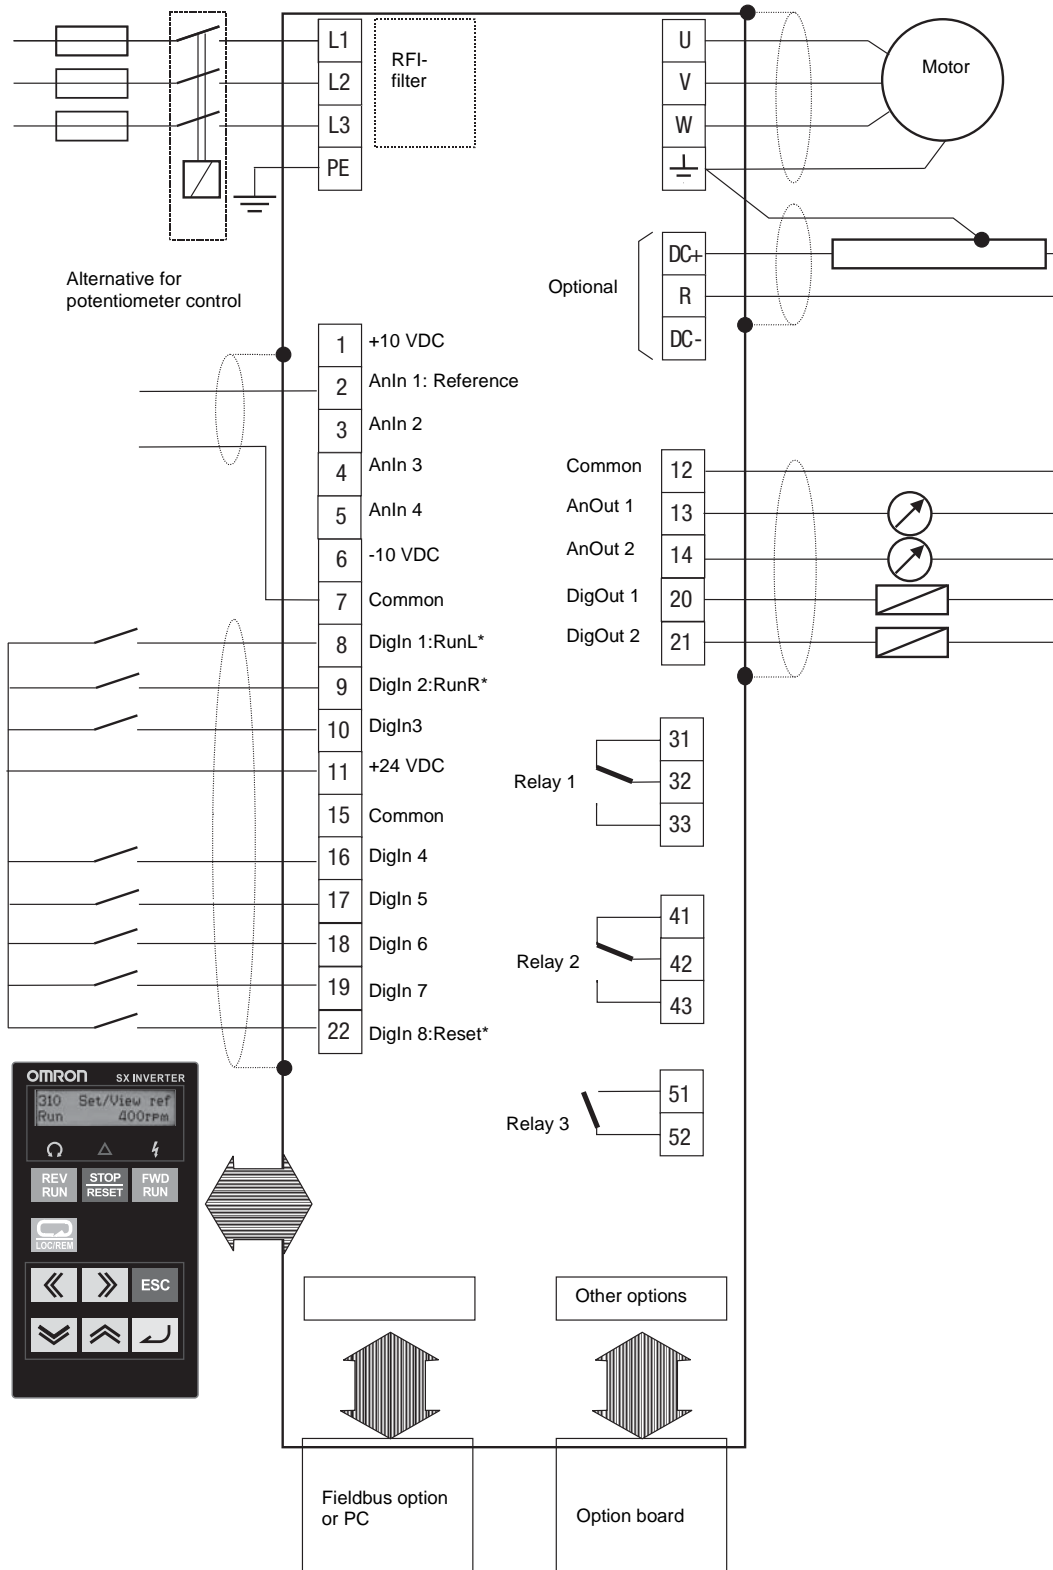 L1
L2
L3
PE
RFI-
filter
U
V
W
Motor
Alternative for
potentiometer control
Optional
DC+
R
DC-
1 +10 VDC
2 AnIn 1: Reference
3 AnIn 2
4 AnIn 3
5 AnIn 4
6 -10 VDC
7 Common
8 DigIn 1:RunL*
9 DigIn 2:RunR*
10 DigIn3
11 +24 VDC
15 Common
16 DigIn 4
17 DigIn 5
18 DigIn 6
19 DigIn 7
22 DigIn 8:Reset*
Common 12
AnOut 1 13
AnOut 2 14
DigOut 1 20
DigOut 2 21
Relay 1
31
32
33
Relay 2
41
42
43
Relay 3
51
52
OMRON SX INVERTER
310 Set/View ref
Run 400rpm
REV
RUN
STOP
RESET
FWD
RUN
LOC/REM
ESC
Other options
Fieldbus option
or PC
Option board